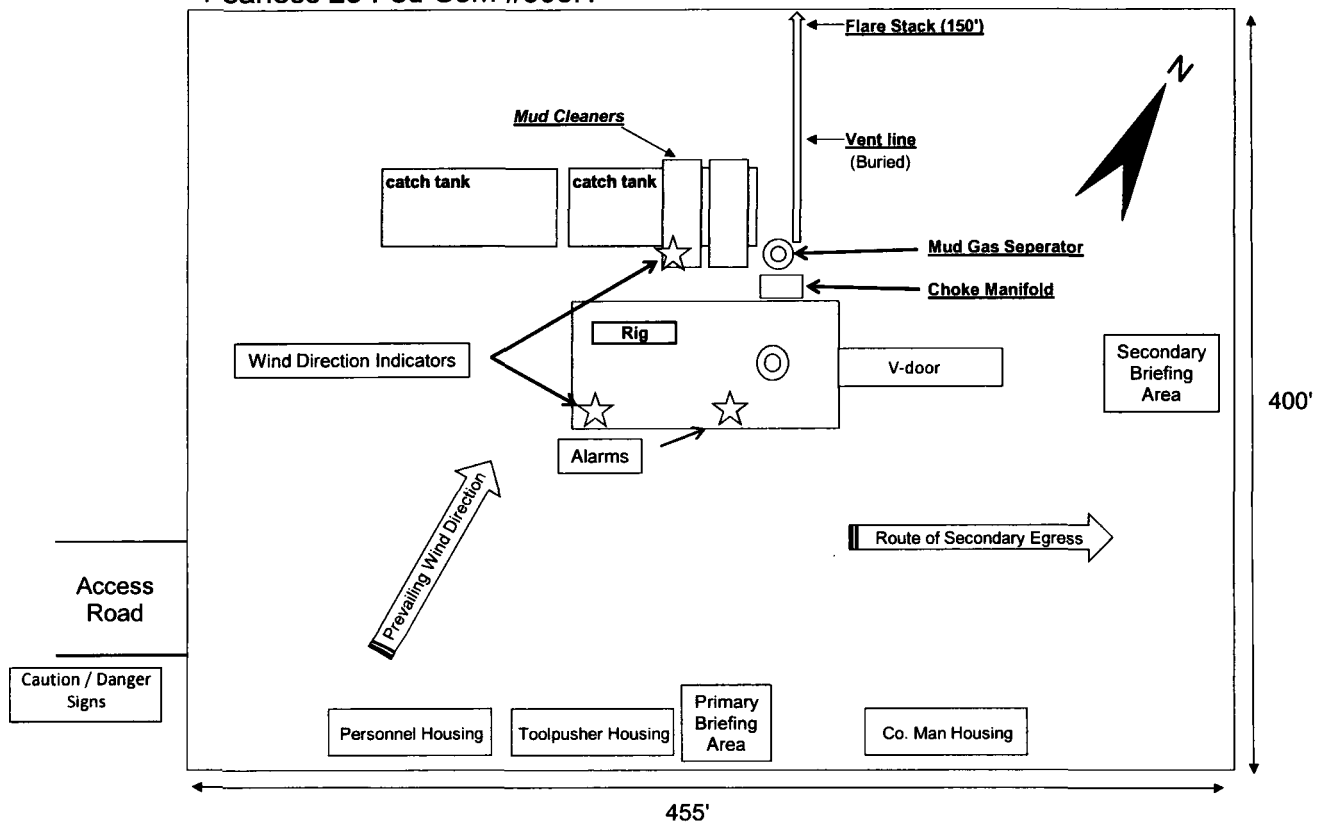 Flare Stack (150')
N
Mud Cleaners
Vent line
(Buried)
catch tank
catch tank
Mud Gas Seperator
Choke Manifold
Rig
Wind Direction Indicators
V-door
Secondary
Briefing
Area
400'
Alarms
Prevailing Wind Direction
Route of Secondary Egress
Access
Road
Caution / Danger
Signs
Personnel Housing
Toolpusher Housing
Primary
Briefing
Area
Co. Man Housing
455'